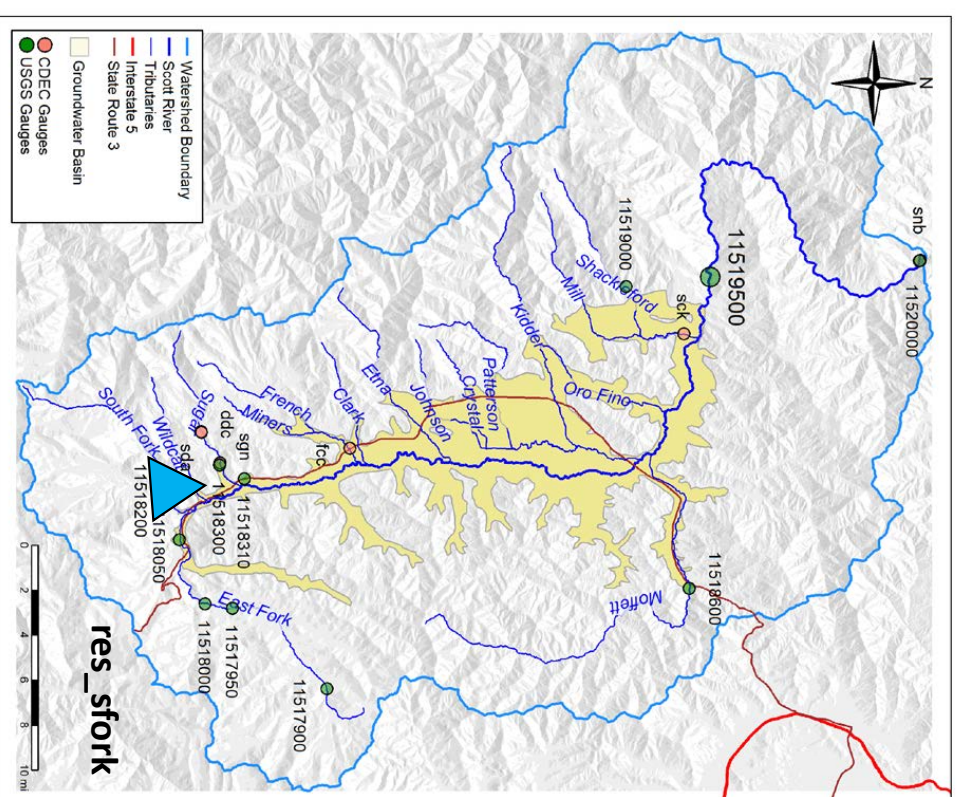 N
snb
11520000
11519500
11519000
Shackleford
Mill
sck
Kidder
Oro Fino
Patterson
Crystal
Johnson
Etna
Clark
French
Miners
fcc
Sugar
ddc
sgn
Wildcat
South Fork
sda
11518310
11518300
11518200
11518050
11518600
Moffett
East Fork
11518000
11517950
11517900
Watershed Boundary
Scott River
Tributaries
Interstate 5
State Route 3
Groundwater Basin
CDEC Gauges
USGS Gauges
0 2 4 6 8 10 mi
res_sfork